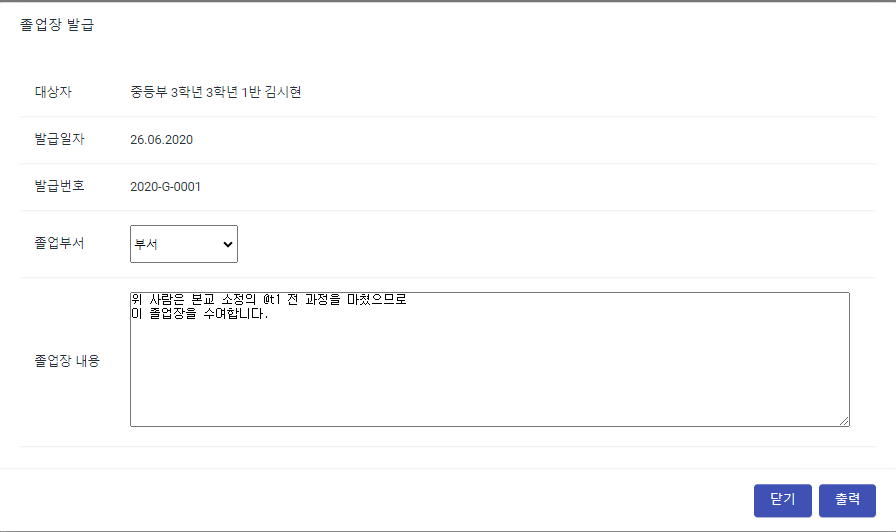 졸업장 발급
대상자 중등부 3학년 3학년 1반 김시현
발급일자 26.06.2020
발급번호 2020-G-0001
졸업부서 부서
위 사람은 본교 소정의 @t1 전 과정을 마쳤으므로
이 졸업장을 수여합니다.
졸업장 내용
닫기 출력